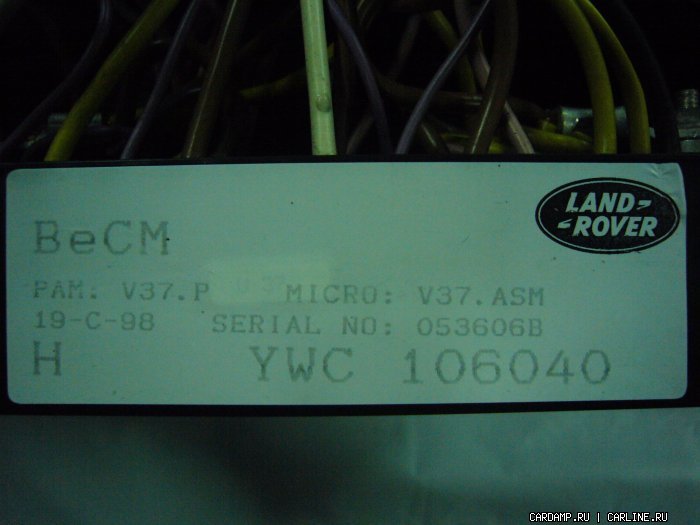 LAND-
-ROVER
BeCM
PAM: V37.P MICRO: V37.ASM
19-C-98 SERIAL NO: 053606B
H YWC 106040
CARDAMP.RU | CARLINE.RU